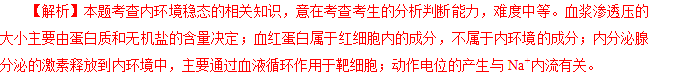 【解析】本题考查内环境稳态的相关知识，意在考查考生的分析判断能力，难度中等。血浆渗透压的
大小主要由蛋白质和无机盐的含量决定；血红蛋白属于红细胞内的成分，不属于内环境的成分；内分泌腺
分泌的激素释放到内环境中，主要通过血液循环作用于靶细胞；动作电位的产生与 Na⁺内流有关。